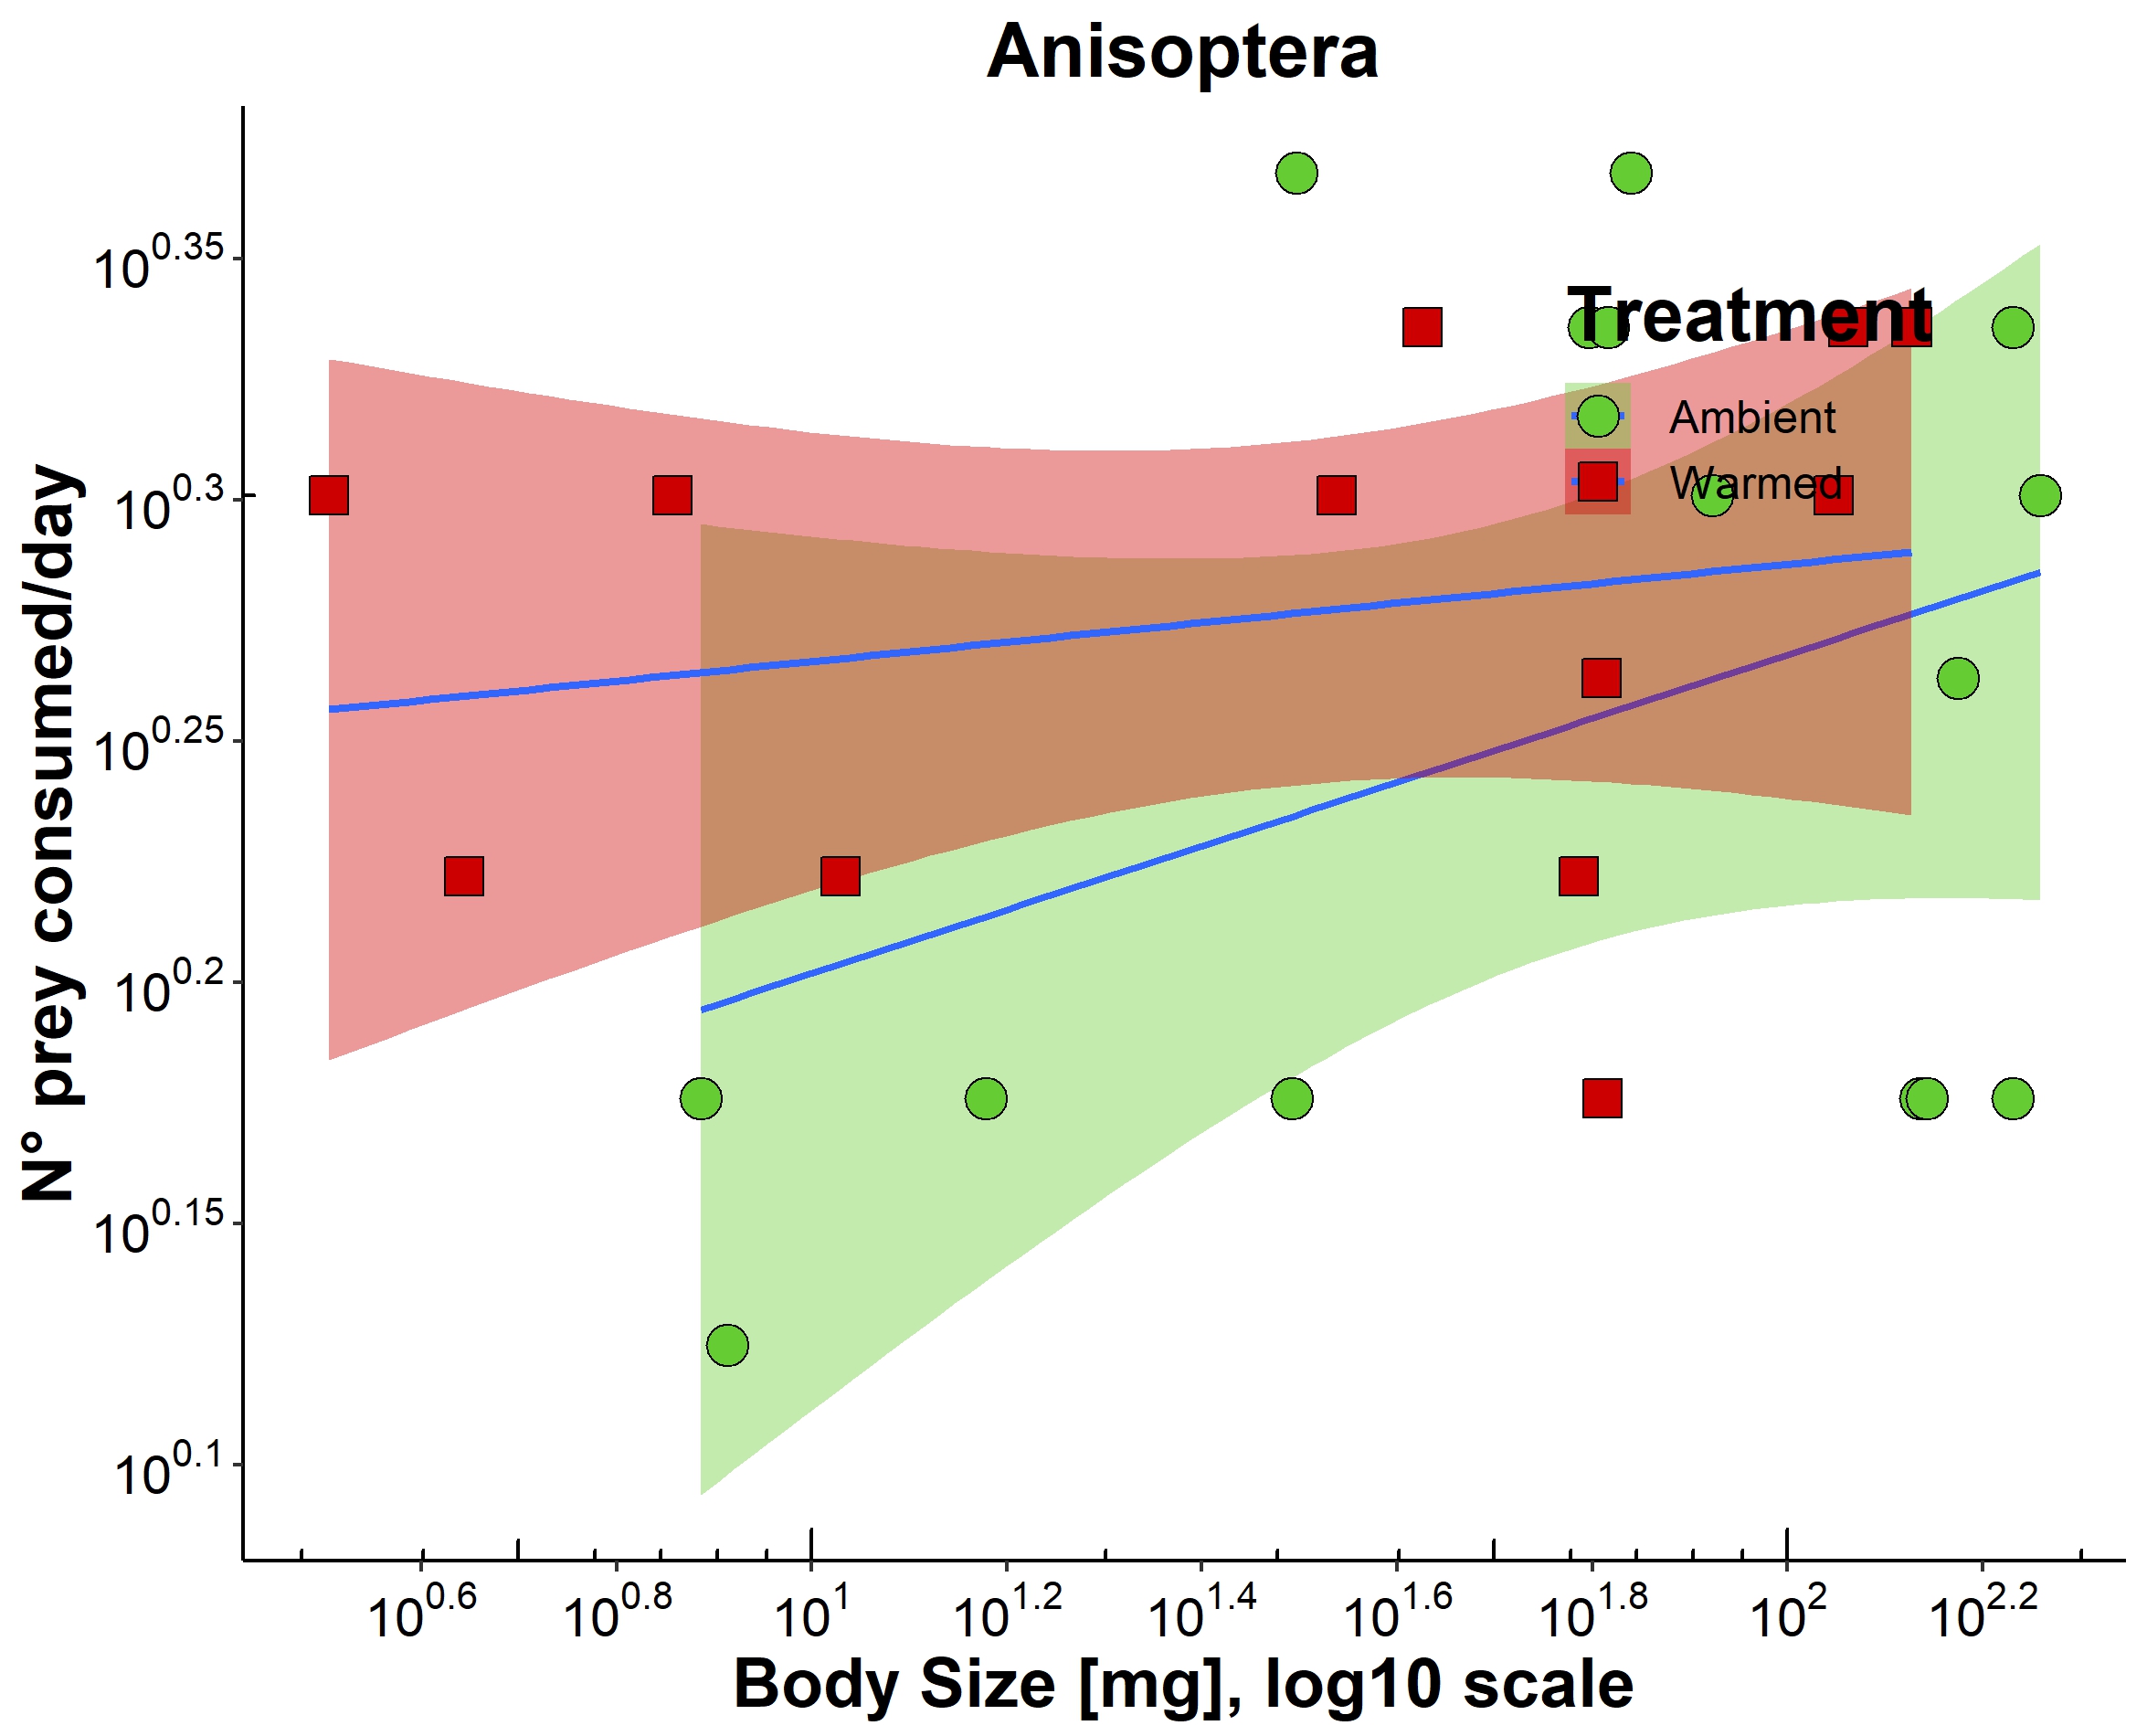 Anisoptera
N° prey consumed/day
10^0.35
10^0.3
10^0.25
10^0.2
10^0.15
10^0.1
Treatment
Ambient
Warmed
10^0.6 10^0.8 10^1 10^1.2 10^1.4 10^1.6 10^1.8 10^2 10^2.2
Body Size [mg], log10 scale